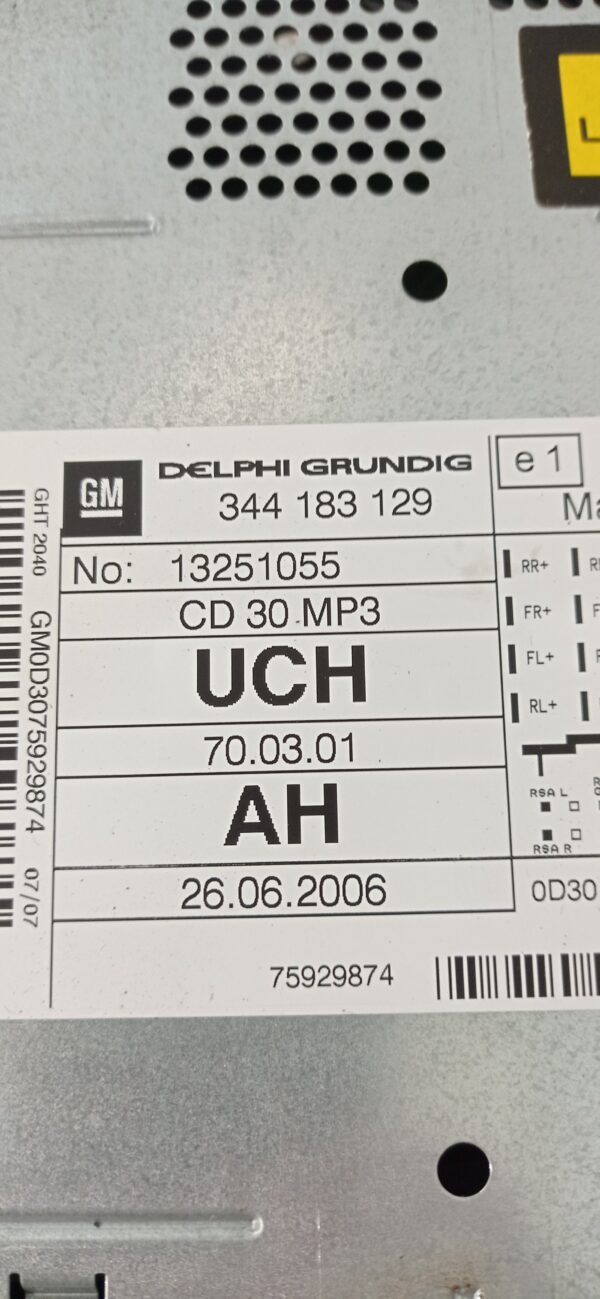 GM
DELPHI GRUNDIG
344 183 129
e 1
No: 13251055
CD 30 MP3
UCH
70.03.01
AH
26.06.2006
75929874
RR+
FR+
FL+
RL+
RSA L
RSA R
0D30
GHT 2040
GM0D3075929874
07/07